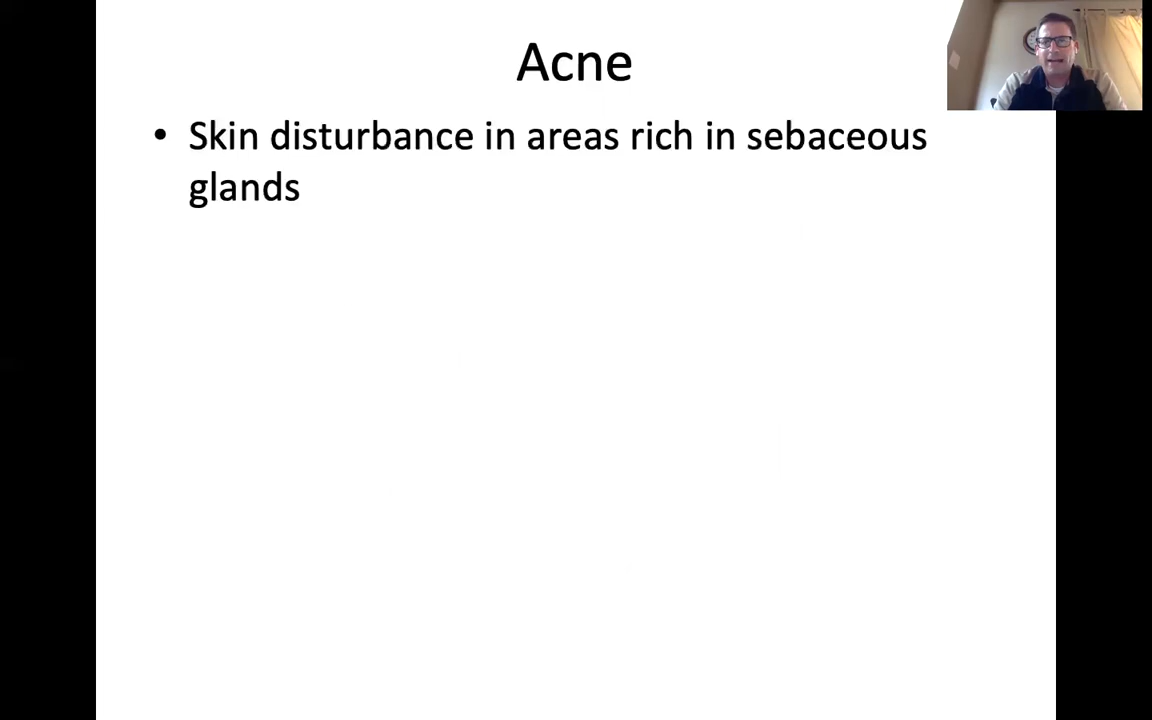 Acne
• Skin disturbance in areas rich in sebaceous
glands